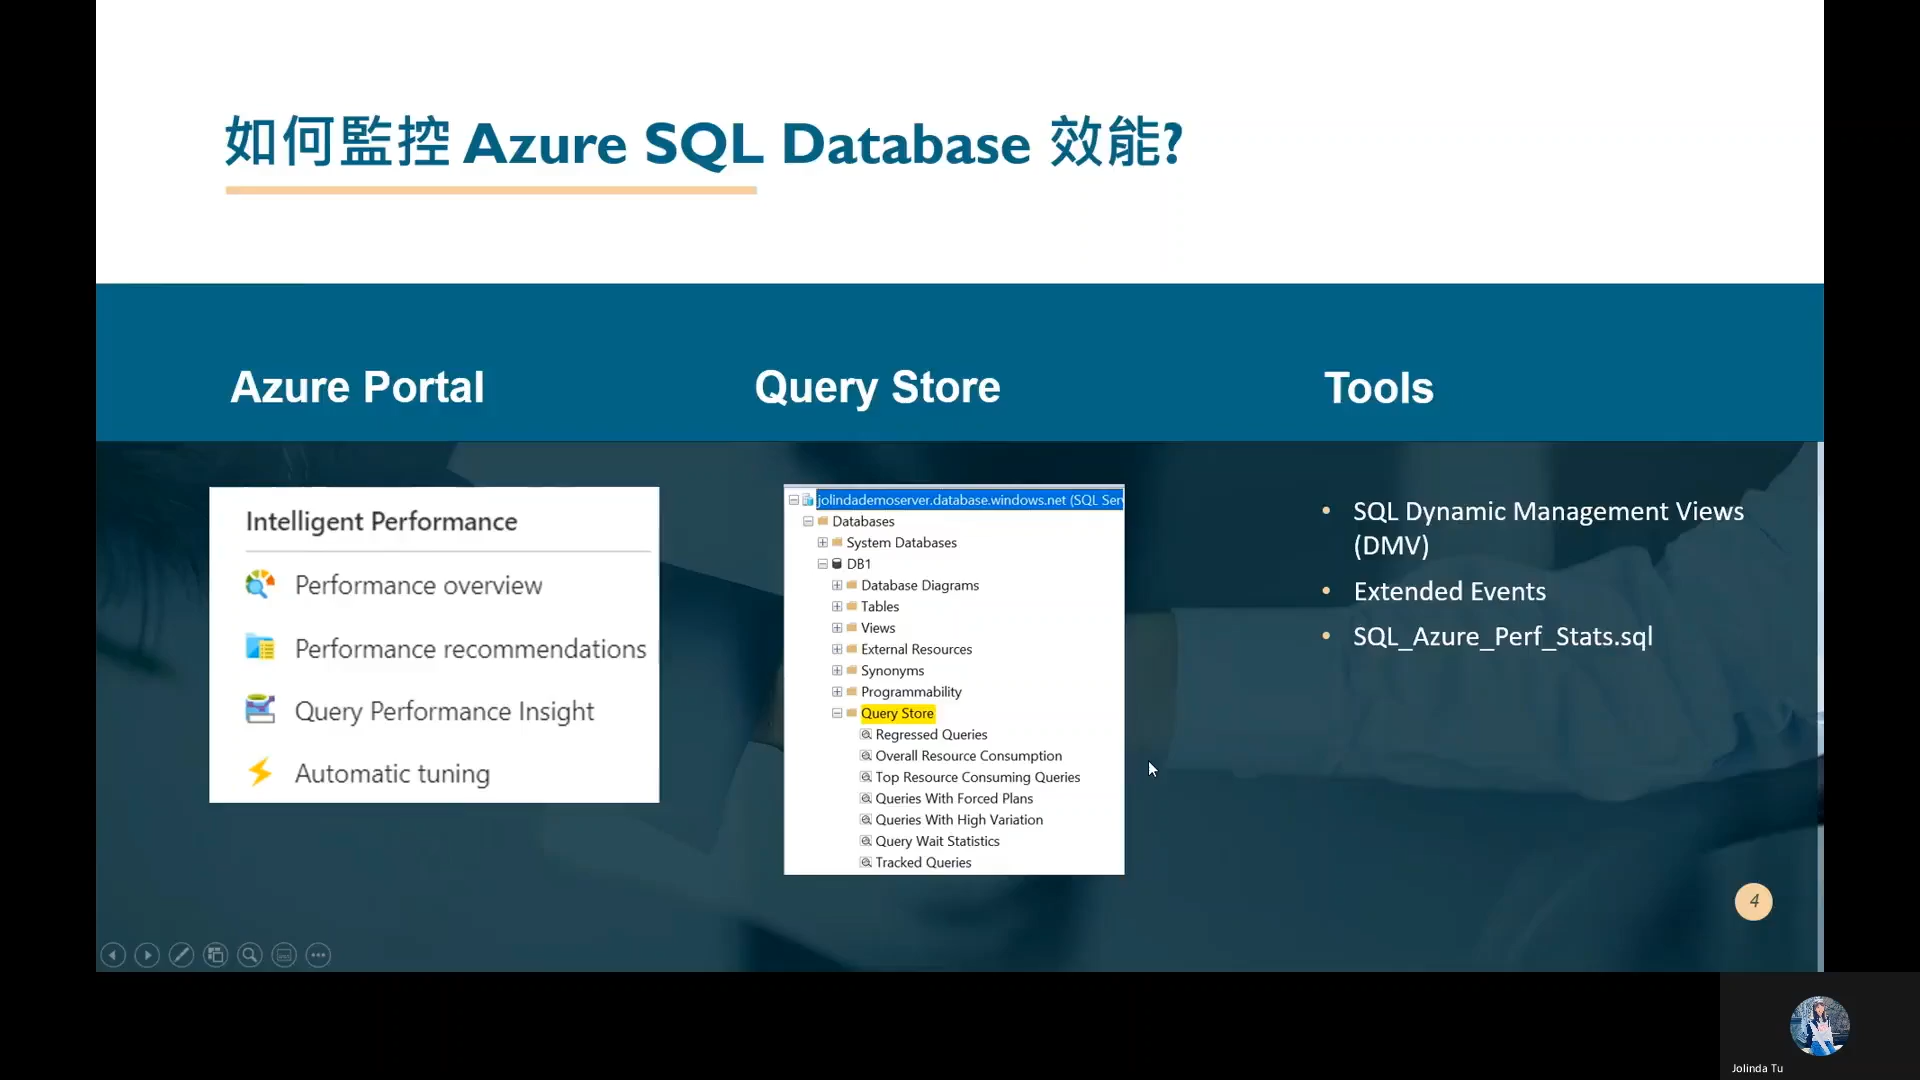 如何監控 Azure SQL Database 效能?
Azure Portal
Query Store
Tools
Intelligent Performance
Performance overview
Performance recommendations
Query Performance Insight
Automatic tuning
jolindademoserver.database.windows.net (SQL Ser
Databases
System Databases
DB1
Database Diagrams
Tables
Views
External Resources
Synonyms
Programmability
Query Store
Regressed Queries
Overall Resource Consumption
Top Resource Consuming Queries
Queries With Forced Plans
Queries With High Variation
Query Wait Statistics
Tracked Queries
• SQL Dynamic Management Views
(DMV)
• Extended Events
• SQL_Azure_Perf_Stats.sql
4
Jolinda Tu